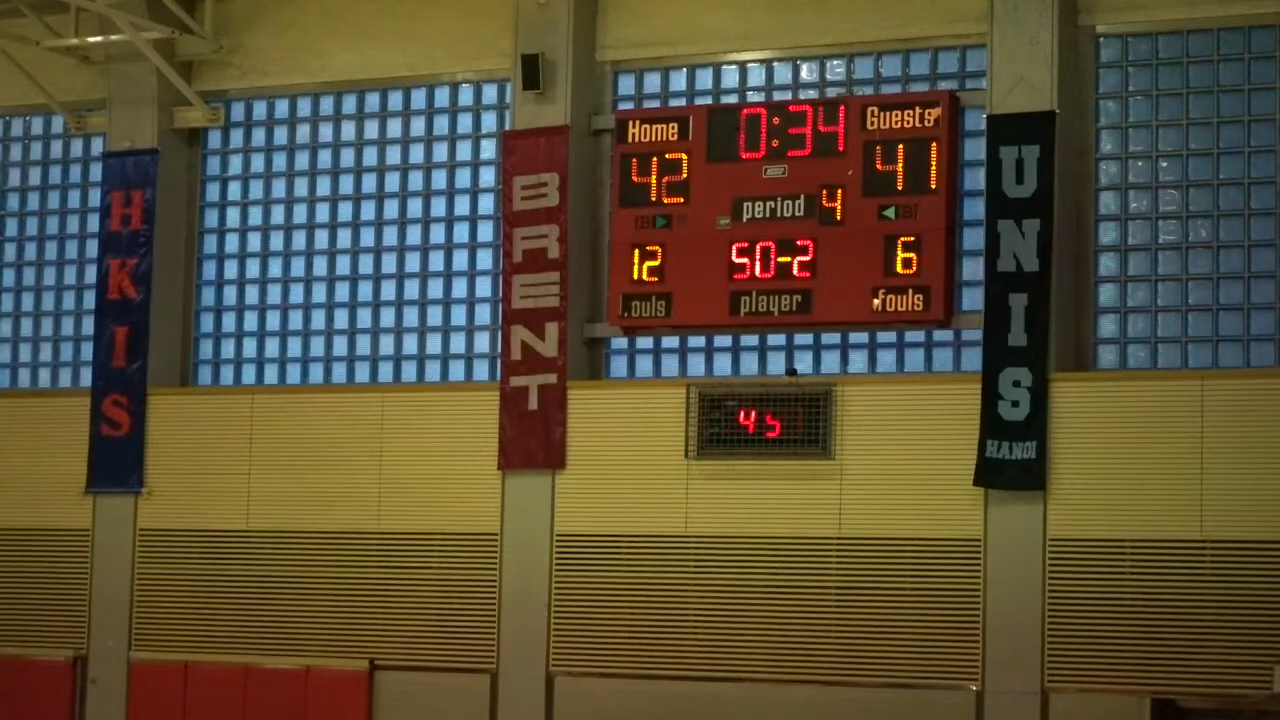 HKIS
BRENT
Home
0:34
Guests
42
41
period 4
12
50-2
6
ouls
player
fouls
UNIS
HANOI
45